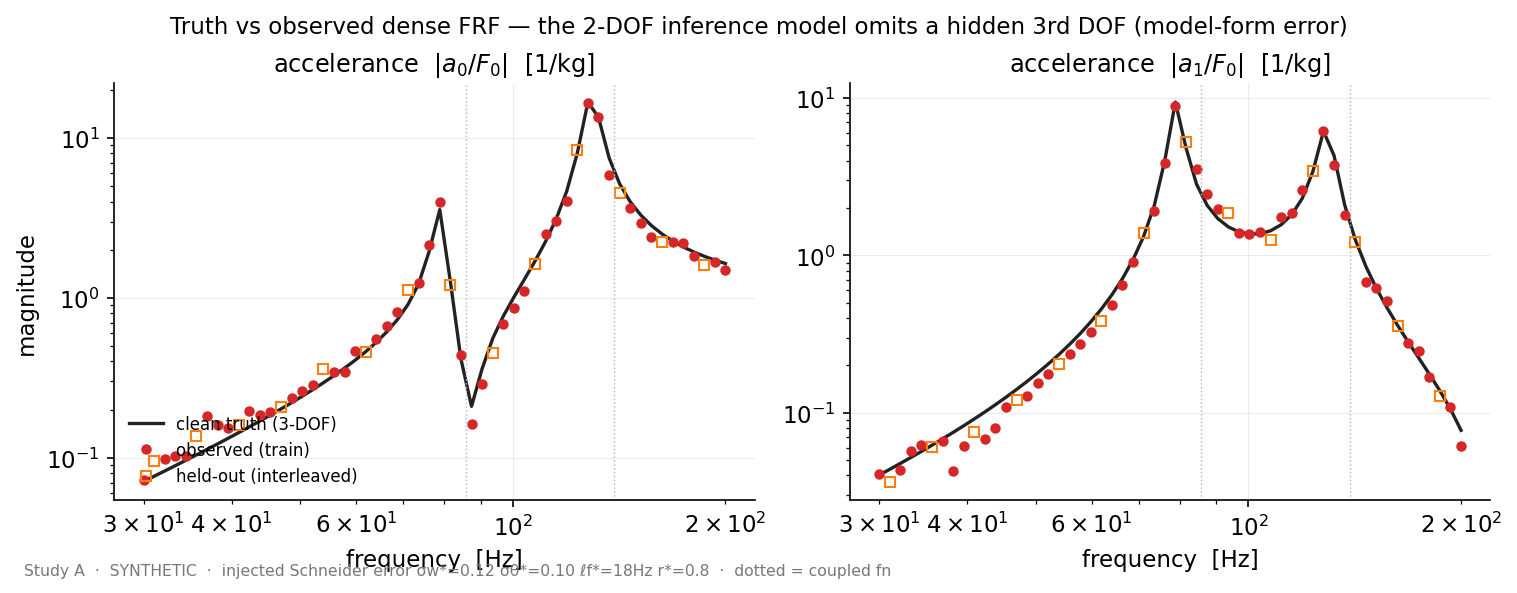 Truth vs observed dense FRF — the 2-DOF inference model omits a hidden 3rd DOF (model-form error)
accelerance |a₀/F₀| [1/kg]
accelerance |a₁/F₀| [1/kg]
magnitude
10¹
10⁰
10⁻¹
clean truth (3-DOF)
observed (train)
held-out (interleaved)
3 × 10¹ 4 × 10¹ 6 × 10¹ 10² 2 × 10²
frequency [Hz]
10¹
10⁰
10⁻¹
3 × 10¹ 4 × 10¹ 6 × 10¹ 10² 2 × 10²
frequency [Hz]
Study A · SYNTHETIC · injected Schneider error σw*=0.12 σθ*=0.10 ℓf*=18Hz r*=0.8 · dotted = coupled fn